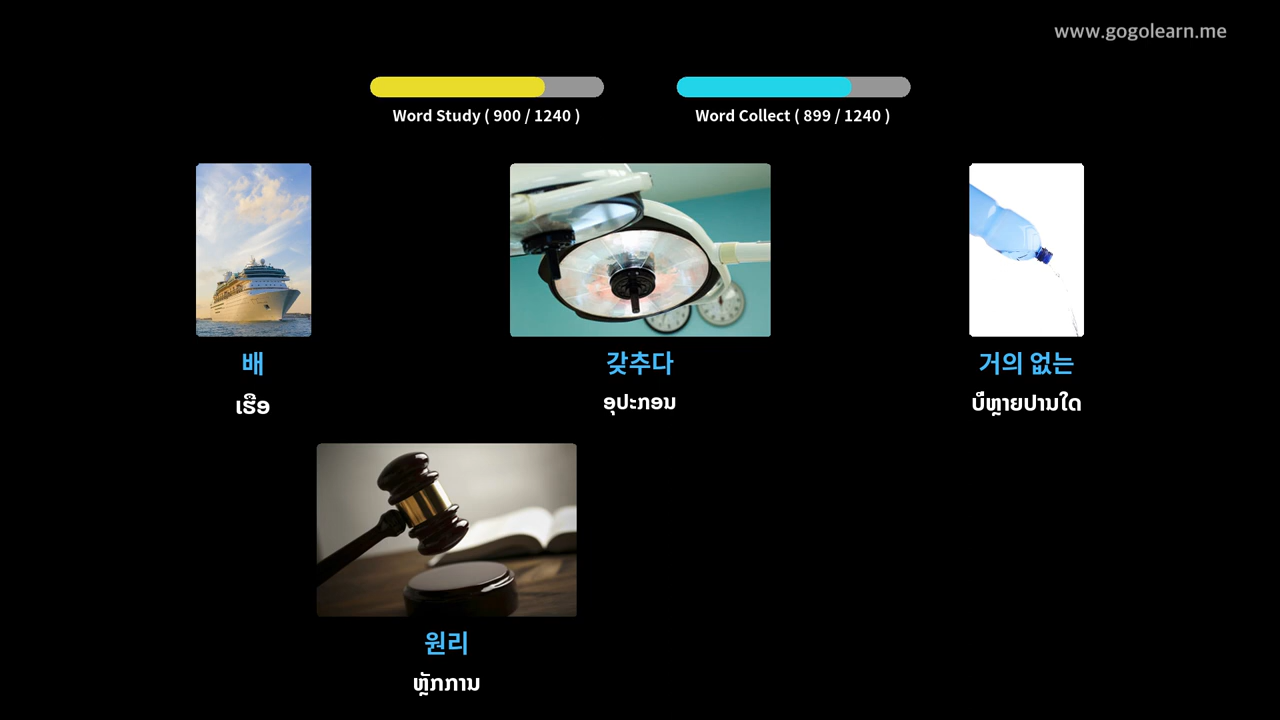 www.gogolearn.me
Word Study ( 900 / 1240 )
Word Collect ( 899 / 1240 )
배
ເຮືອ
갖추다
ອຸປະກອນ
거의 없는
ບໍ່ຫຼາຍປານໃດ
원리
ຫຼັກການ